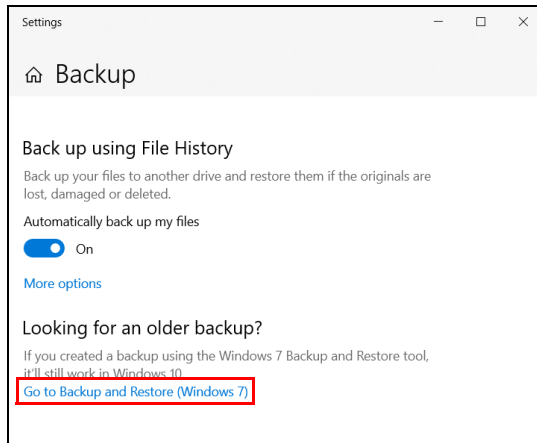 Settings
Backup
Back up using File History
Back up your files to another drive and restore them if the originals are
lost, damaged or deleted.
Automatically back up my files
On
More options
Looking for an older backup?
If you created a backup using the Windows 7 Backup and Restore tool,
it'll still work in Windows 10.
Go to Backup and Restore (Windows 7)